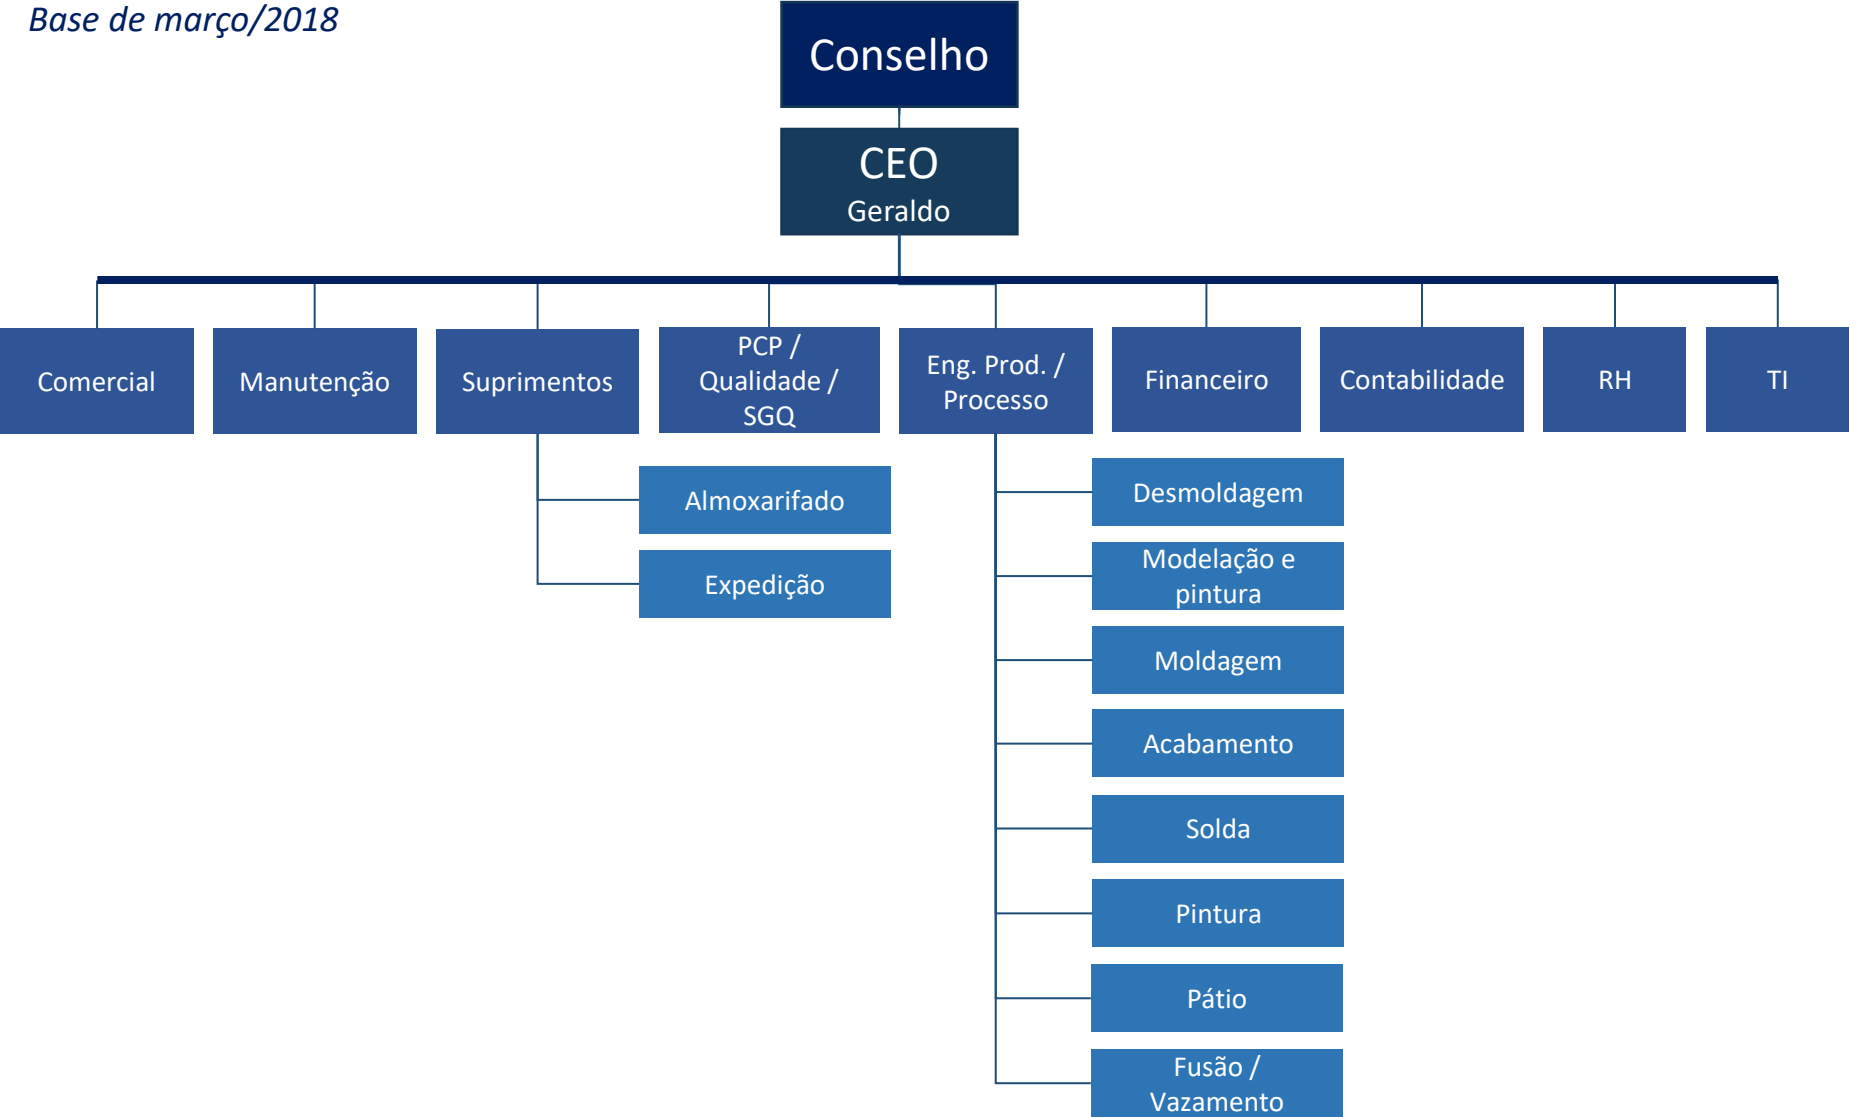 Base de março/2018
Conselho
CEO
Geraldo
Comercial
Manutenção
Suprimentos
PCP /
Qualidade /
SGQ
Eng. Prod. /
Processo
Financeiro
Contabilidade
RH
TI
Almoxarifado
Expedição
Desmoldagem
Modelação e
pintura
Moldagem
Acabamento
Solda
Pintura
Pátio
Fusão /
Vazamento